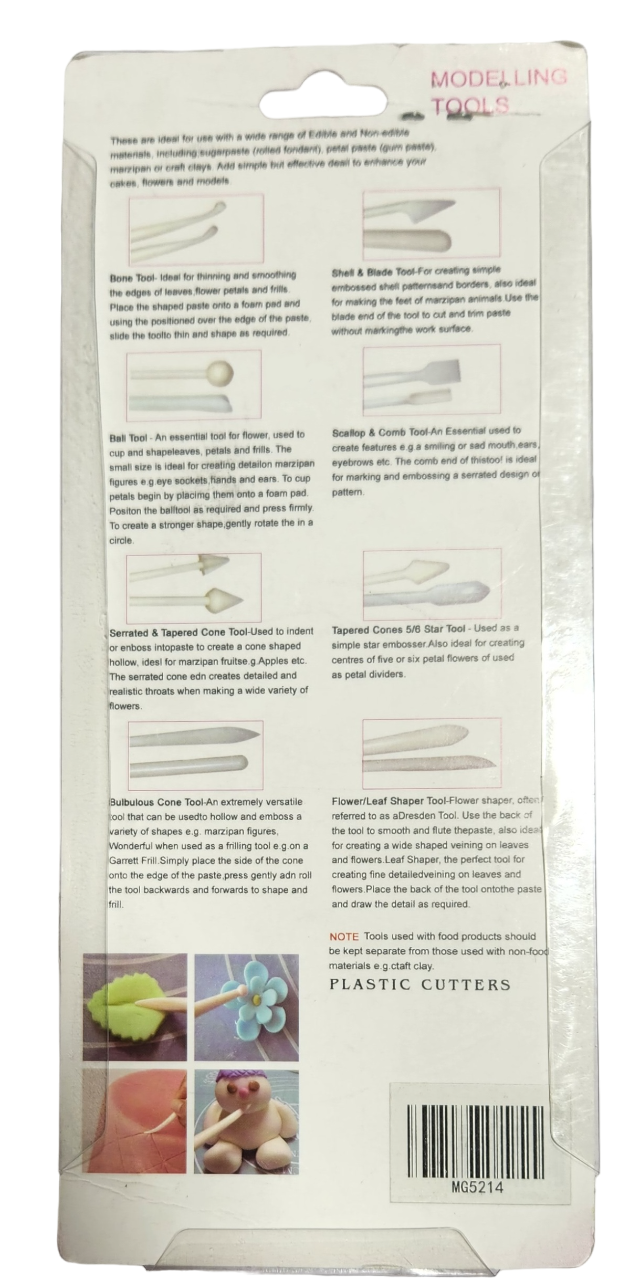 MODELLING
TOOLS
These are ideal for use with a wide range of Edible and Non-edible
materials, including;sugarpaste (rolled fondant), petal paste (gum paste),
marzipan or craft clays. Add simple but effective deail to enhance your
cakes, flowers and models.
Bone Tool- Ideal for thinning and smoothing
the edges of leaves,flower petals and frills.
Place the shaped paste onto a foam pad and
using the positioned over the edge of the paste,
slide the toolto thin and shape as required.
Shell & Blade Tool-For creating simple
embossed shell patternsand borders, also ideal
for making the feet of marzipan animals.Use the
blade end of the tool to cut and trim paste
without markingthe work surface.
Ball Tool - An essential tool for flower, used to
cup and shapeleaves, petals and frills. The
small size is ideal for creating detailon marzipan
figures e.g.eye sockets,hands and ears. To cup
petals begin by placimg them onto a foam pad.
Positon the balltool as required and press firmly.
To create a stronger shape,gently rotate the in a
circle.
Scallop & Comb Tool-An Essential used to
create features e.g.a smiling or sad mouth,ears,
eyebrows etc. The comb end of thistool is ideal
for marking and embossing a serrated design or
pattern.
Serrated & Tapered Cone Tool-Used to indent
or enboss intopaste to create a cone shaped
hollow, idesl for marzipan fruitse.g.Apples etc.
The serrated cone edn creates detailed and
realistic throats when making a wide variety of
flowers.
Tapered Cones 5/6 Star Tool - Used as a
simple star embosser.Also ideal for creating
centres of five or six petal flowers of used
as petal dividers.
Bulbulous Cone Tool-An extremely versatile
tool that can be usedto hollow and emboss a
variety of shapes e.g. marzipan figures,
Wonderful when used as a frilling tool e.g.on a
Garrett Frill.Simply place the side of the cone
onto the edge of the paste,press gently adn roll
the tool backwards and forwards to shape and
frill.
Flower/Leaf Shaper Tool-Flower shaper, often
referred to as aDresden Tool. Use the back of
the tool to smooth and flute thepaste, also ideal
for creating a wide shaped veining on leaves
and flowers.Leaf Shaper, the perfect tool for
creating fine detailedveining on leaves and
flowers.Place the back of the tool ontothe paste
and draw the detail as required.
NOTE Tools used with food products should
be kept separate from those used with non-food
materials e.g.ctaft clay.
PLASTIC CUTTERS
MG5214